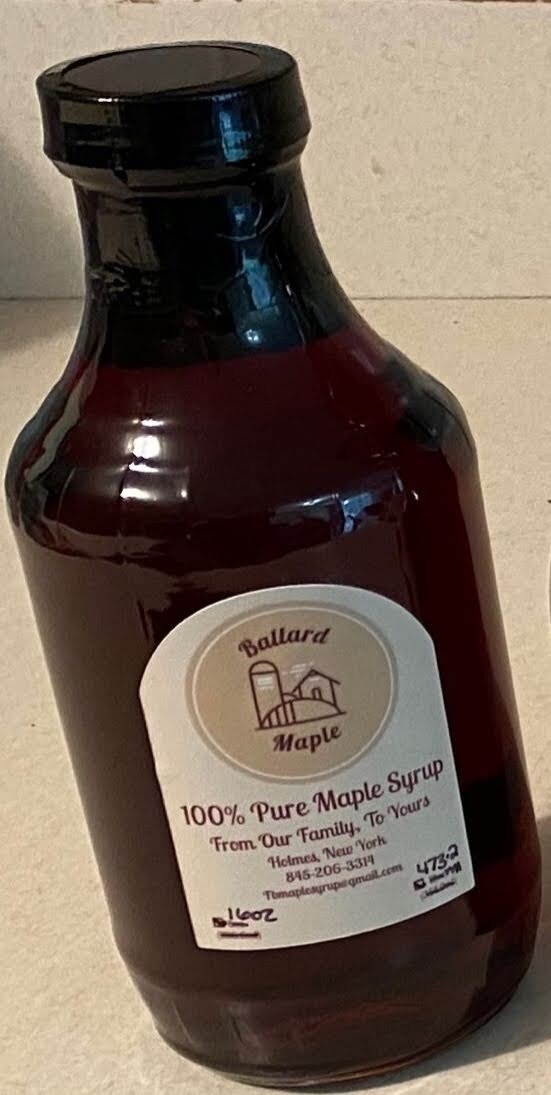 Ballard
Maple
100% Pure Maple Syrup
From Our Family, To Yours
Holmes, New York
845-206-3314
Fbmaplesyrup@gmail.com
473.2
16oz